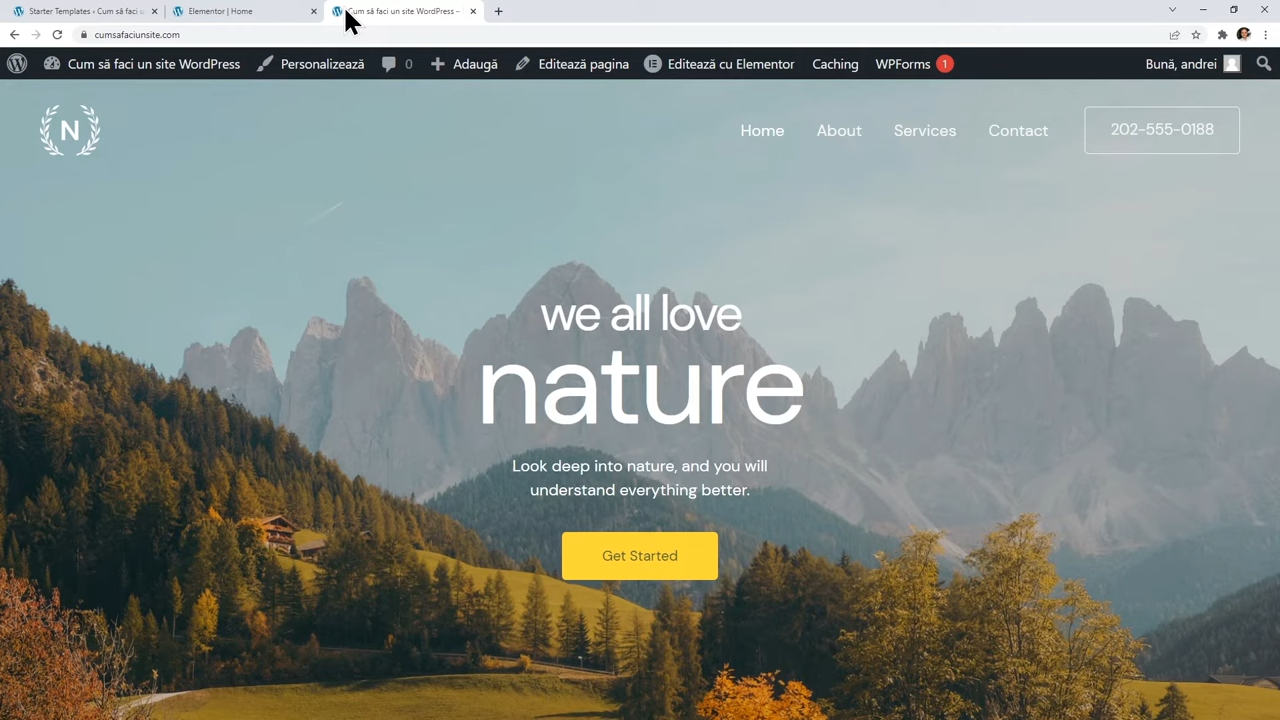 Starter Templates ‹ Cum să faci u
Elementor | Home
Cum să faci un site WordPress –
cumsafaciunsite.com
Cum să faci un site WordPress
Personalizează
0
Adaugă
Editează pagina
Editează cu Elementor
Caching
WPForms 1
Bună, andrei
N
Home
About
Services
Contact
202-555-0188
we all love
nature
Look deep into nature, and you will
understand everything better.
Get Started